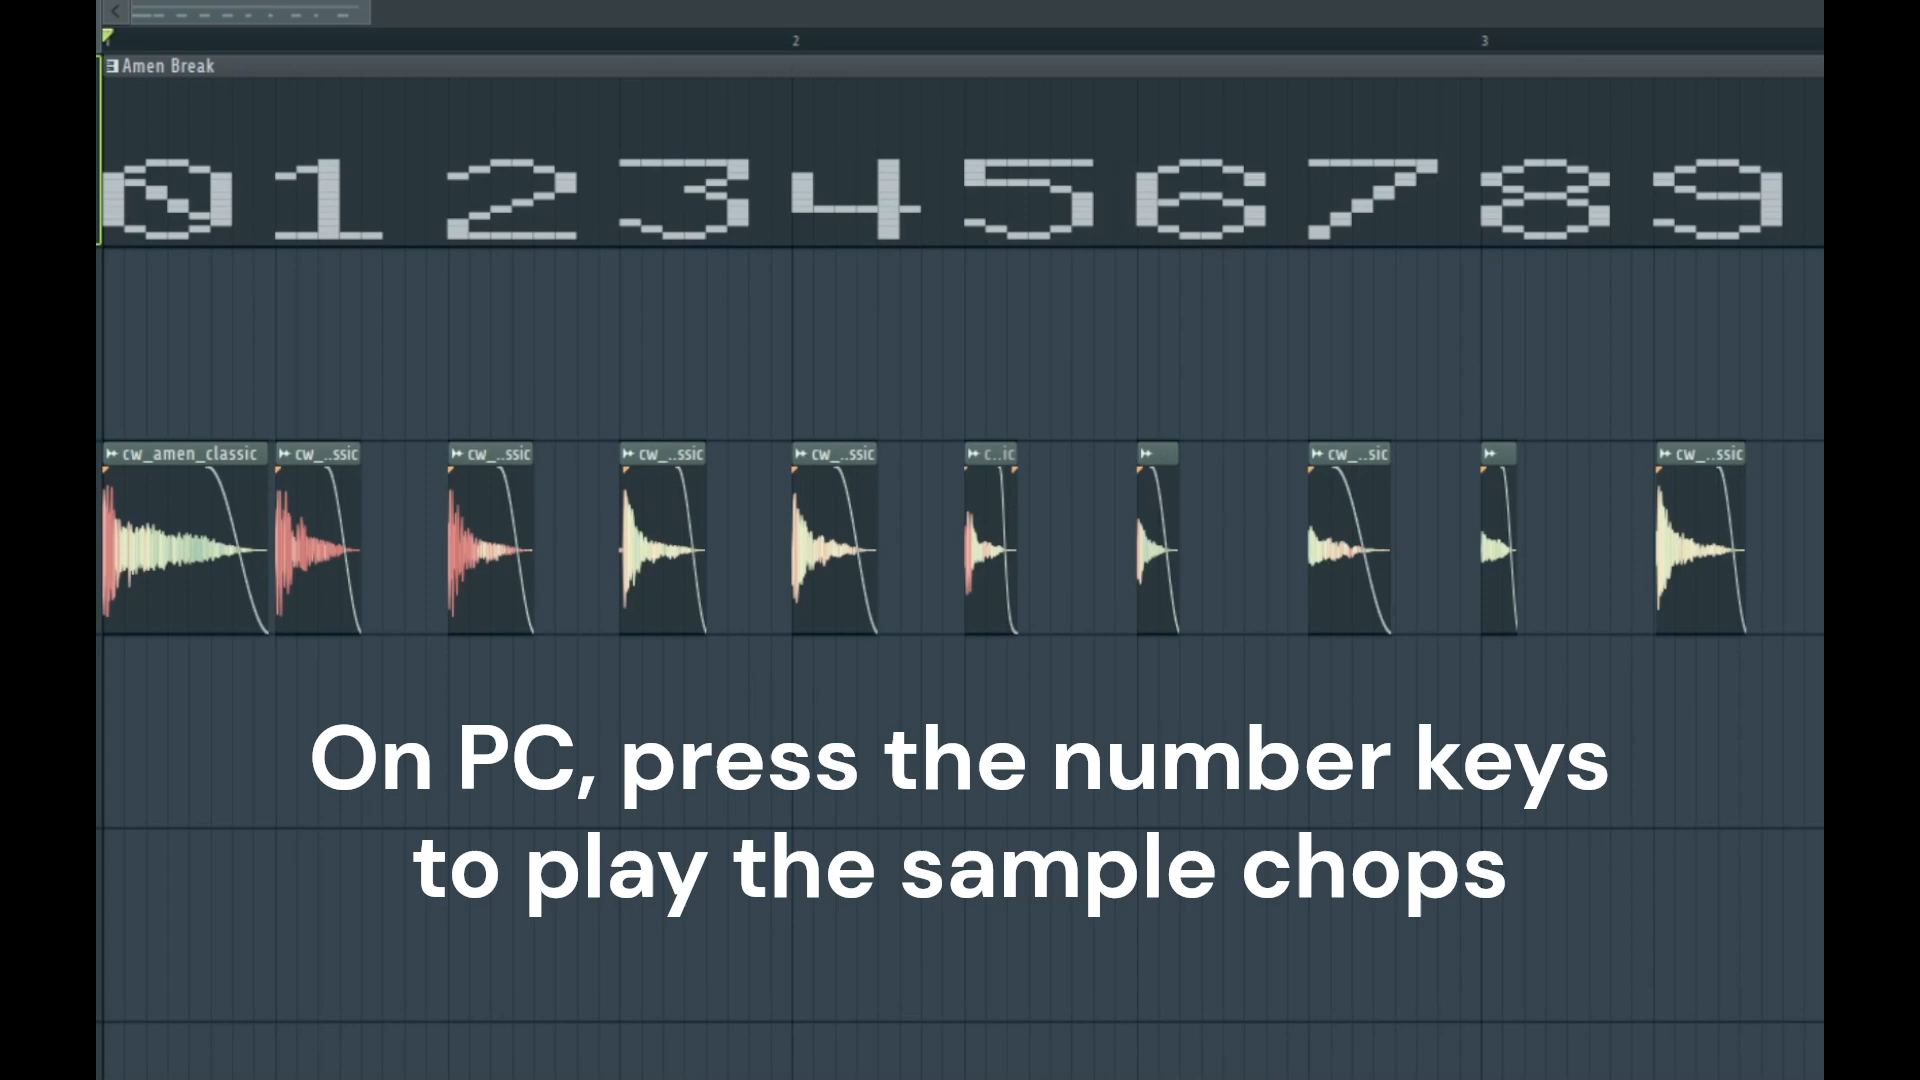 2
3
Amen Break
0 1 2 3 4 5 6 7 8 9
cw_amen_classic cw_..ssic cw_..ssic cw_..ssic cw_..ssic c..ic cw_..sic cw_..ssic
On PC, press the number keys
to play the sample chops